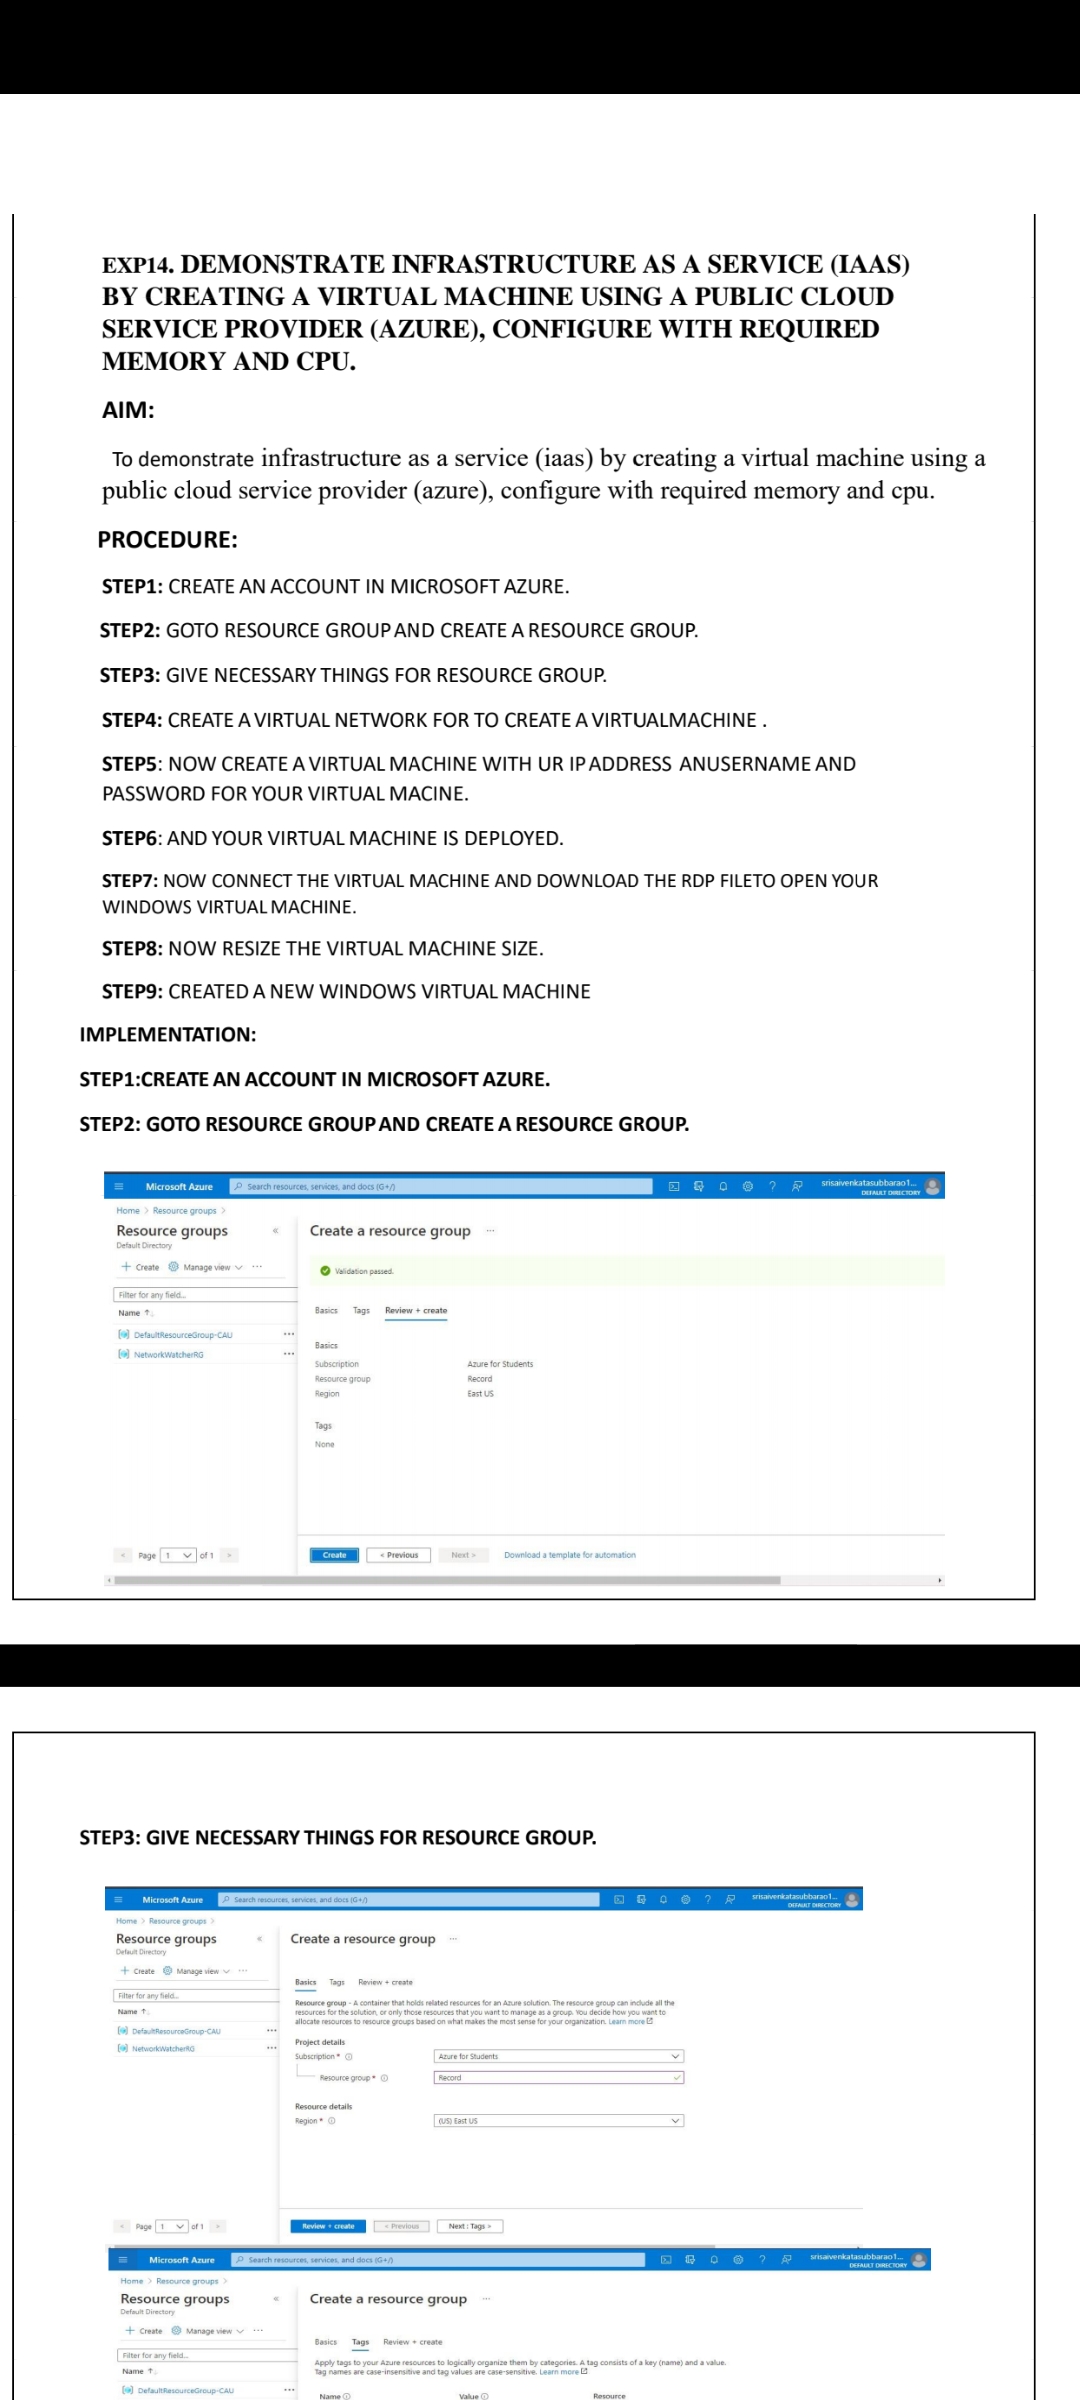 EXP14. DEMONSTRATE INFRASTRUCTURE AS A SERVICE (IAAS)
BY CREATING A VIRTUAL MACHINE USING A PUBLIC CLOUD
SERVICE PROVIDER (AZURE), CONFIGURE WITH REQUIRED
MEMORY AND CPU.
AIM:
To demonstrate infrastructure as a service (iaas) by creating a virtual machine using a
public cloud service provider (azure), configure with required memory and cpu.
PROCEDURE:
STEP1: CREATE AN ACCOUNT IN MICROSOFT AZURE.
STEP2: GOTO RESOURCE GROUP AND CREATE A RESOURCE GROUP.
STEP3: GIVE NECESSARY THINGS FOR RESOURCE GROUP.
STEP4: CREATE A VIRTUAL NETWORK FOR TO CREATE A VIRTUALMACHINE .
STEP5: NOW CREATE A VIRTUAL MACHINE WITH UR IP ADDRESS ANUSERNAME AND
PASSWORD FOR YOUR VIRTUAL MACINE.
STEP6: AND YOUR VIRTUAL MACHINE IS DEPLOYED.
STEP7: NOW CONNECT THE VIRTUAL MACHINE AND DOWNLOAD THE RDP FILETO OPEN YOUR
WINDOWS VIRTUAL MACHINE.
STEP8: NOW RESIZE THE VIRTUAL MACHINE SIZE.
STEP9: CREATED A NEW WINDOWS VIRTUAL MACHINE
IMPLEMENTATION:
STEP1:CREATE AN ACCOUNT IN MICROSOFT AZURE.
STEP2: GOTO RESOURCE GROUP AND CREATE A RESOURCE GROUP.
Microsoft Azure Search resources, services, and docs (G+/) srisaivenkatasubbarao1...
DEFAULT DIRECTORY
Home > Resource groups >
Resource groups « Create a resource group ...
Default Directory
+ Create Manage view ...
Validation passed.
Filter for any field...
Name ↑↓
Basics Tags Review + create
DefaultResourceGroup-CAU ...
NetworkWatcherRG ...
Basics
Subscription Azure for Students
Resource group Record
Region East US
Tags
None
< Page 1 of 1 > Create < Previous Next > Download a template for automation
STEP3: GIVE NECESSARY THINGS FOR RESOURCE GROUP.
Microsoft Azure Search resources, services, and docs (G+/) srisaivenkatasubbarao1...
DEFAULT DIRECTORY
Home > Resource groups >
Resource groups « Create a resource group ...
Default Directory
+ Create Manage view ...
Filter for any field...
Name ↑↓
DefaultResourceGroup-CAU ...
NetworkWatcherRG ...
Basics Tags Review + create
Resource group - A container that holds related resources for an Azure solution. The resource group can include all the
resources for the solution, or only those resources that you want to manage as a group. You decide how you want to
allocate resources to resource groups based on what makes the most sense for your organization. Learn more
Project details
Subscription * Azure for Students
Resource group * Record
Resource details
Region * (US) East US
< Page 1 of 1 > Review + create < Previous Next : Tags >
Microsoft Azure Search resources, services, and docs (G+/) srisaivenkatasubbarao1...
DEFAULT DIRECTORY
Home > Resource groups >
Resource groups « Create a resource group ...
Default Directory
+ Create Manage view ...
Filter for any field...
Name ↑↓
DefaultResourceGroup-CAU ...
Basics Tags Review + create
Apply tags to your Azure resources to logically organize them by categories. A tag consists of a key (name) and a value.
Tag names are case-insensitive and tag values are case-sensitive. Learn more
Name Value Resource